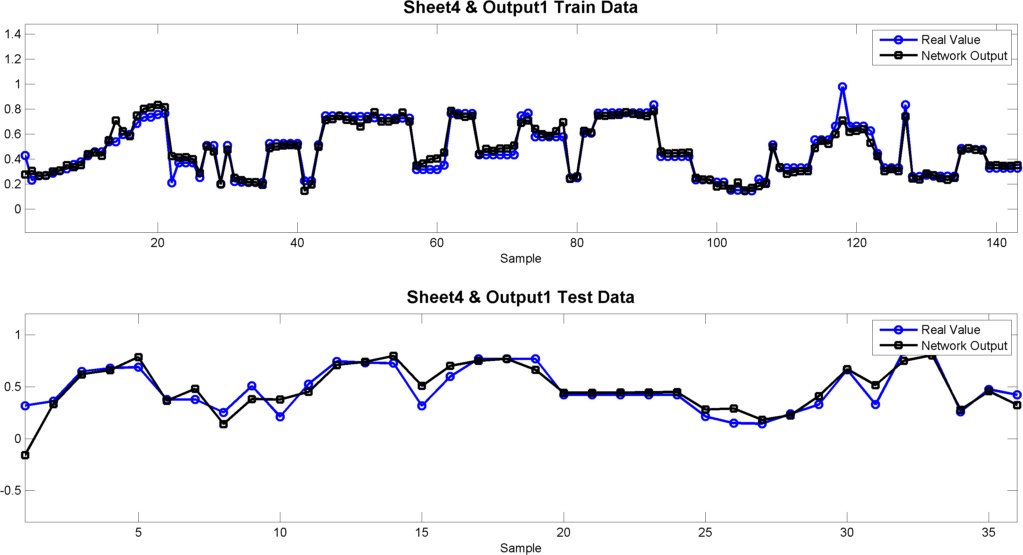 Sheet4 & Output1 Train Data
1.4
1.2
1
0.8
0.6
0.4
0.2
0
Real Value
Network Output
20 40 60 80 100 120 140
Sample
Sheet4 & Output1 Test Data
1
0.5
0
-0.5
Real Value
Network Output
5 10 15 20 25 30 35
Sample